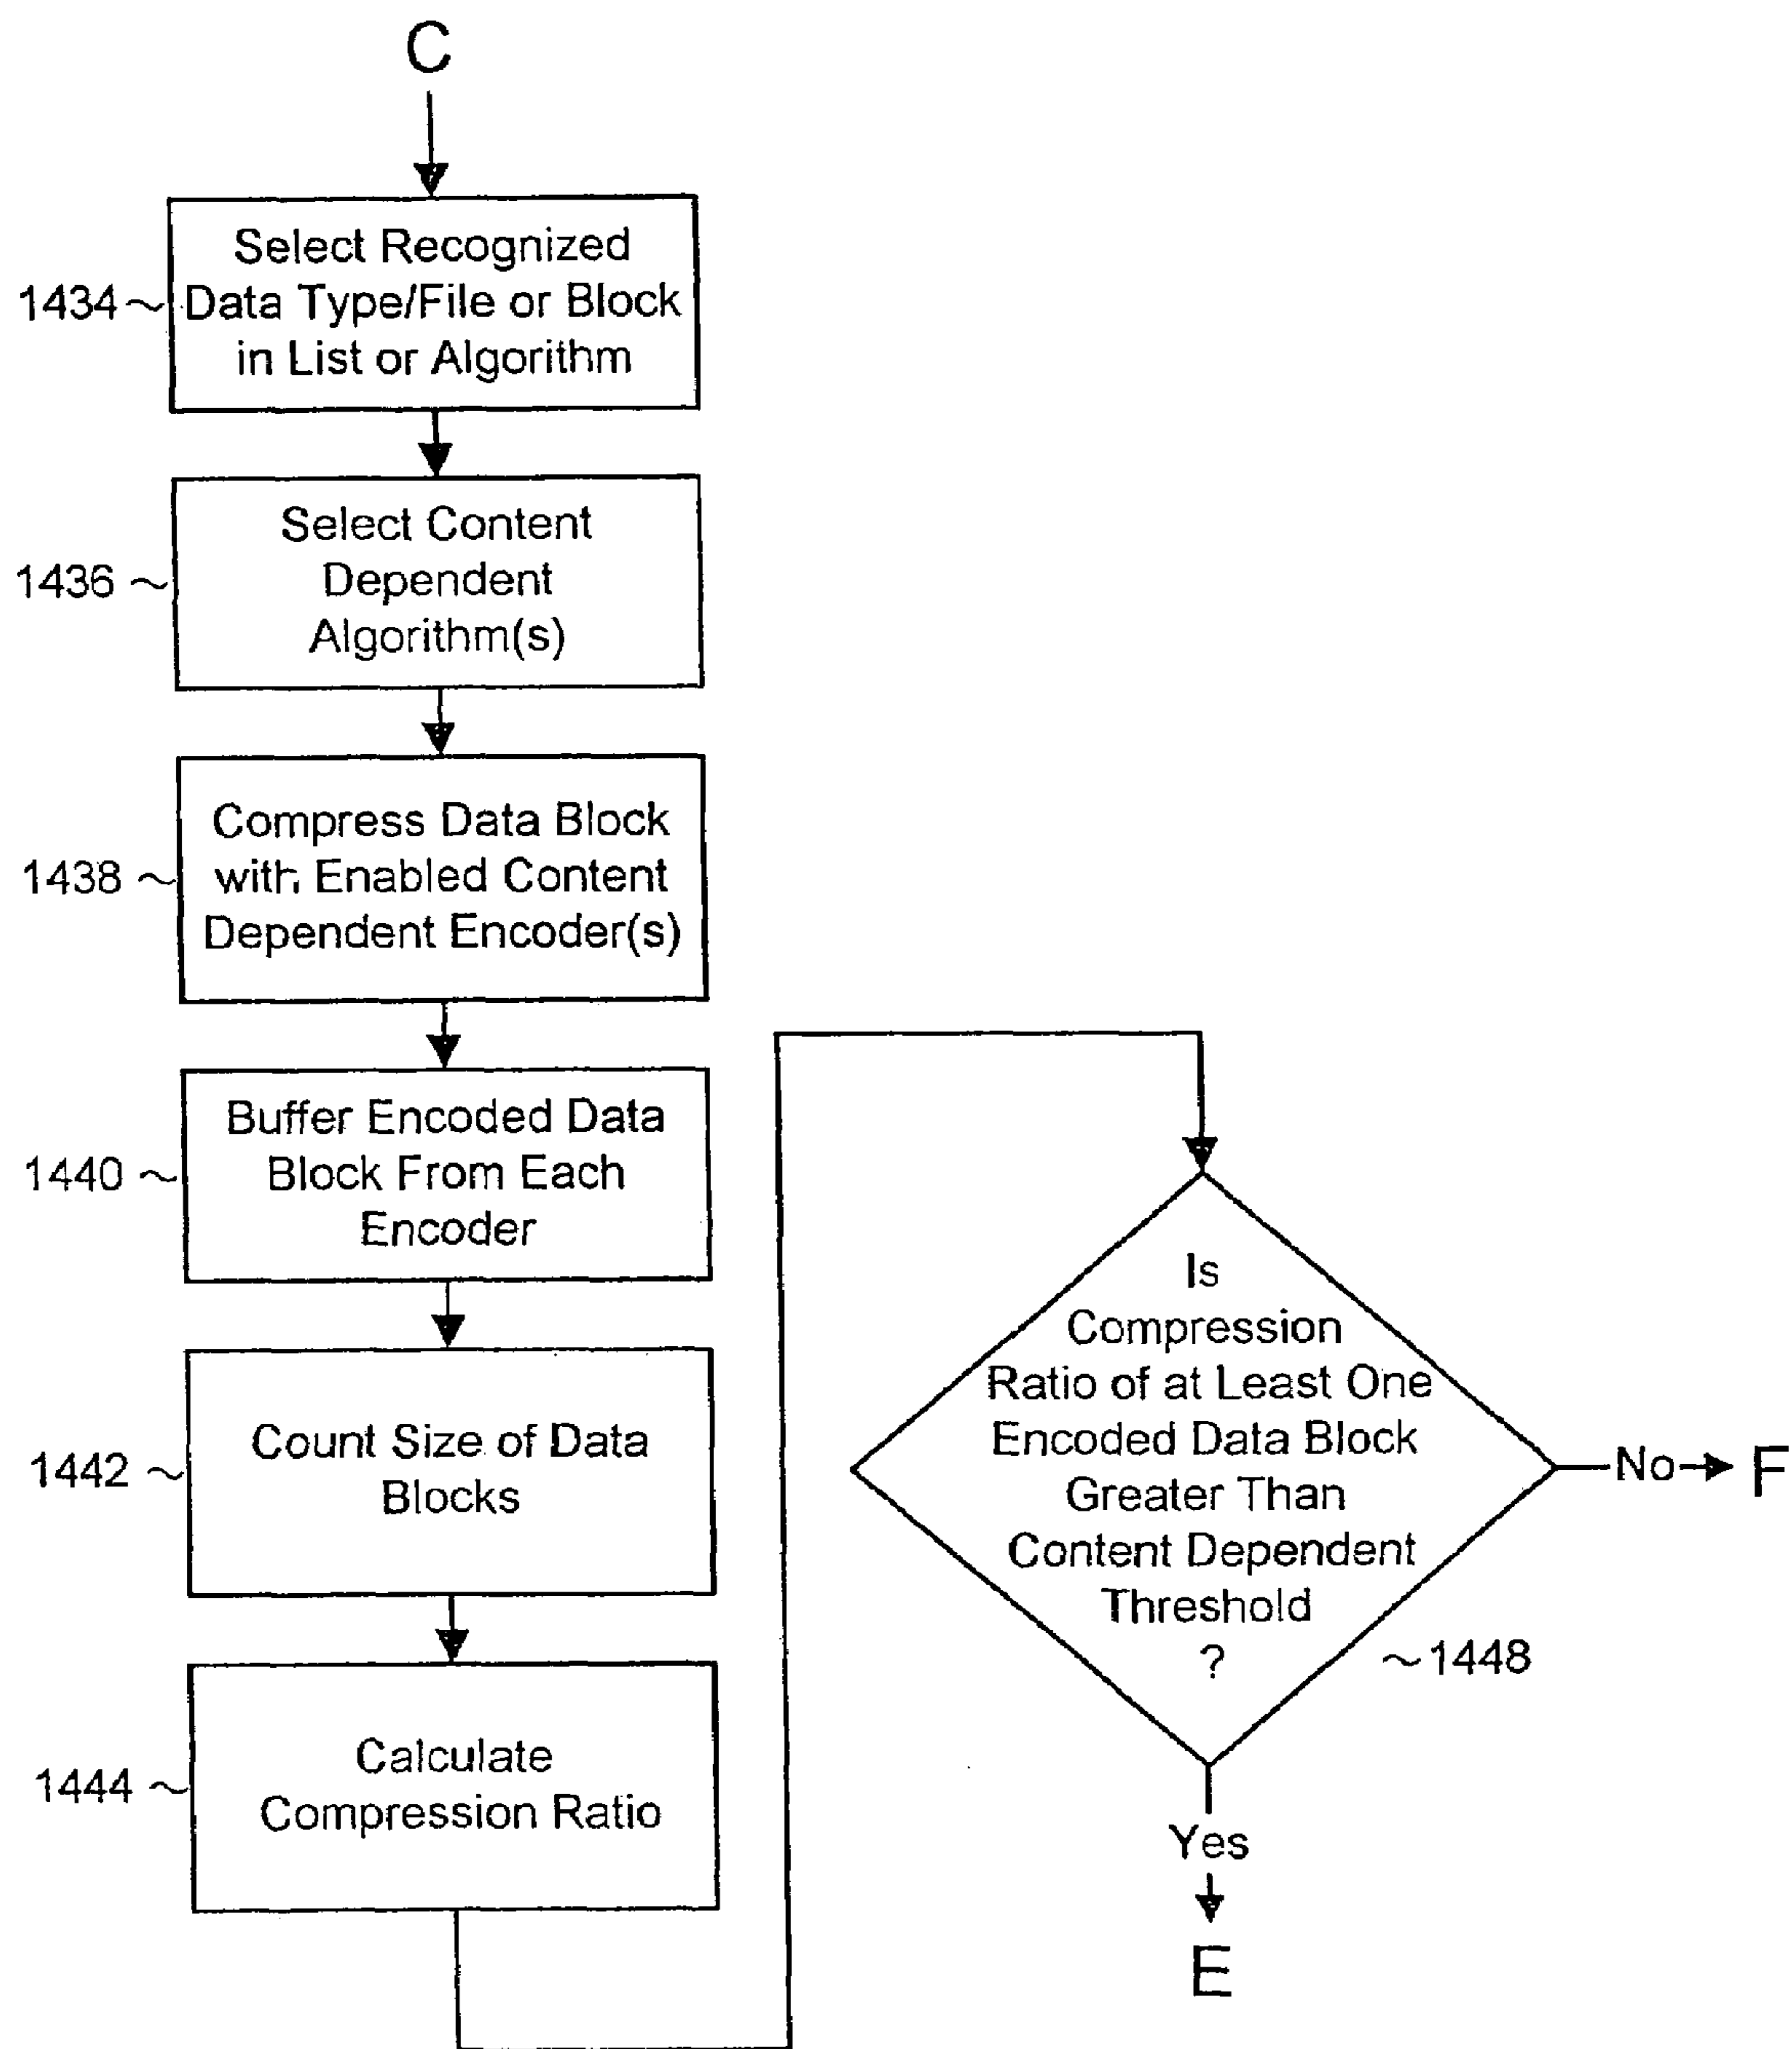 C
Select Recognized
1434 ~ Data Type/File or Block
in List or Algorithm
Select Content
1436 ~ Dependent
Algorithm(s)
Compress Data Block
1438 ~ with Enabled Content
Dependent Encoder(s)
Buffer Encoded Data
1440 ~ Block From Each
Encoder
1442 ~ Count Size of Data
Blocks
1444 ~ Calculate
Compression Ratio
Is
Compression
Ratio of at Least One
Encoded Data Block
Greater Than
Content Dependent
Threshold
?
~1448
No
F
Yes
E